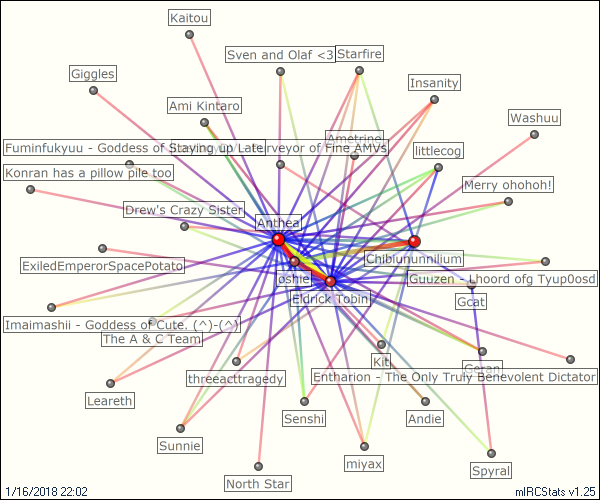 Kaitou
Sven and Olaf <3
Starfire
Giggles
Insanity
Ami Kintaro
Washuu
Ametrine
Fuminfukyuu - Goddess of Staying Up Late.
Surveyor of Fine AMVs
littlecog
Konran has a pillow pile too
Merry ohohoh!
Drew's Crazy Sister
Anthea
Chibiununnilium
ExiledEmperorSpacePotato
oshie
Guuzen - Lhoord ofg Tyup0osd
Eldrick Tobin
Gcat
Imaimashii - Goddess of Cute. (^)-(^)
The A & C Team
Kit
Geran
threeacttragedy
Entharion - The Only Truly Benevolent Dictator
Leareth
Senshi
Andie
Sunnie
miyax
Spyral
North Star
1/16/2018 22:02
mIRCStats v1.25